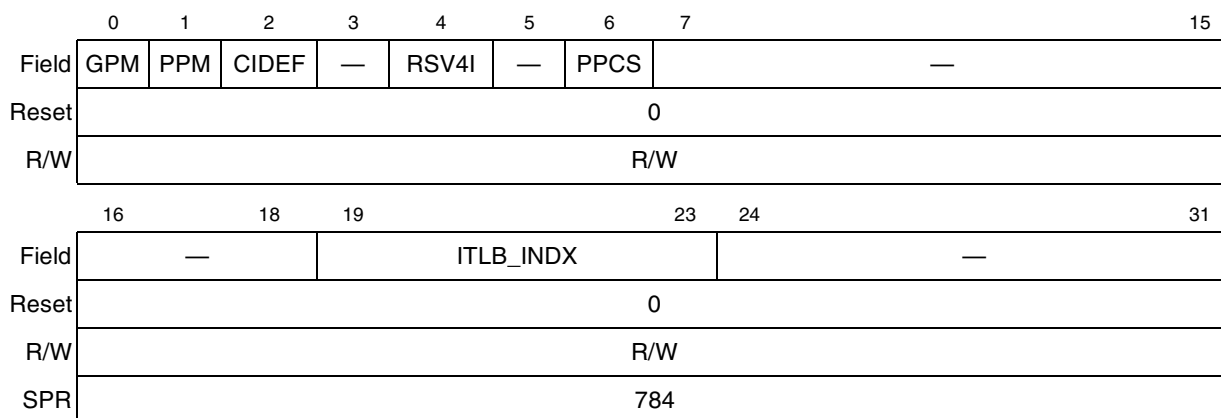 0 1 2 3 4 5 6 7 15
Field GPM PPM CIDEF — RSV4I — PPCS —
Reset 0
R/W R/W
16 18 19 23 24 31
Field — ITLB_INDX —
Reset 0
R/W R/W
SPR 784